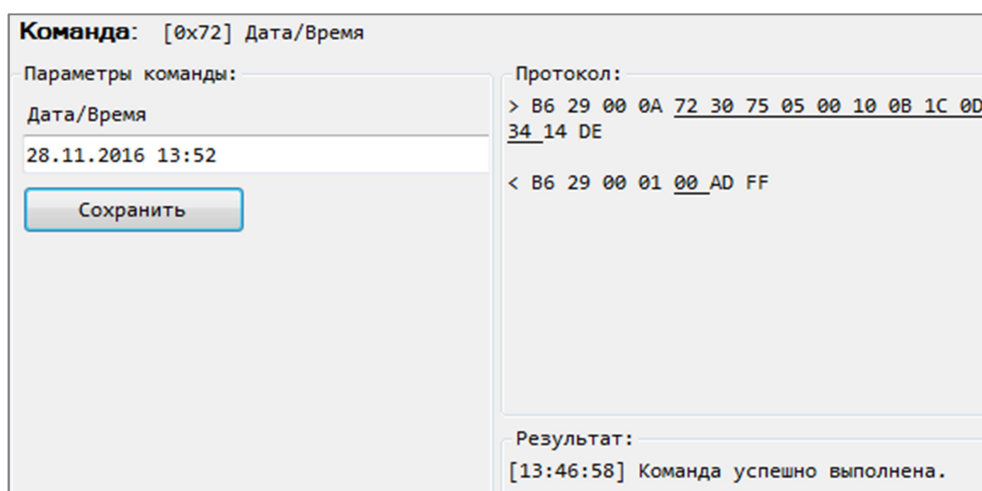 Команда: [0x72] Дата/Время
Параметры команды:
Дата/Время
28.11.2016 13:52
Сохранить
Протокол:
> B6 29 00 0A 72 30 75 05 00 10 0B 1C 0D
34 14 DE
< B6 29 00 01 00 AD FF
Результат:
[13:46:58] Команда успешно выполнена.